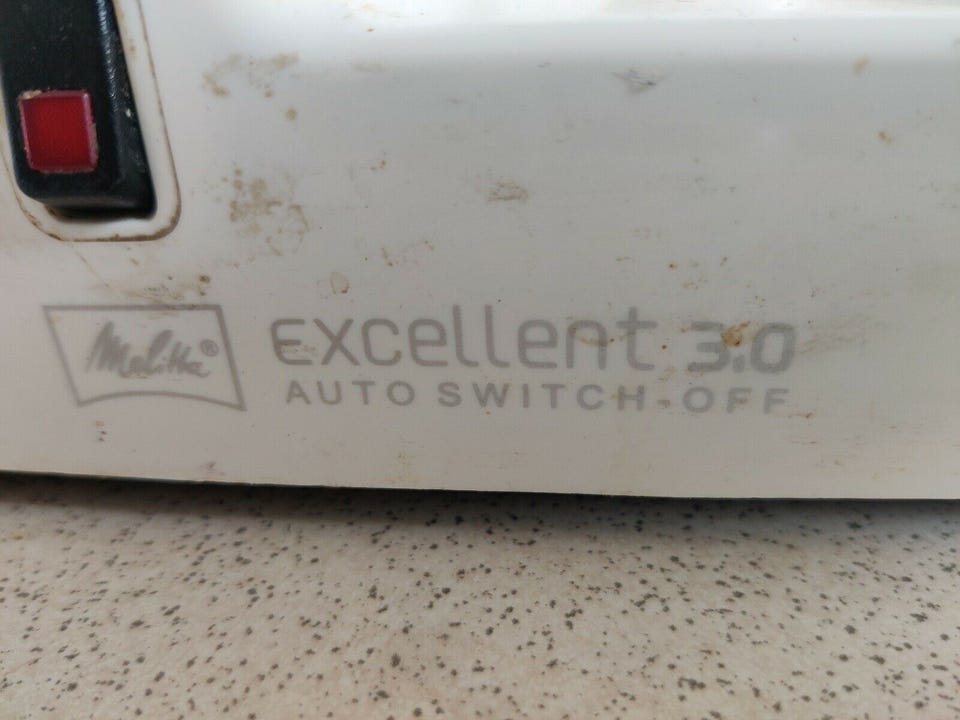 Melitta®
excellent 3.0
AUTO SWITCH-OFF